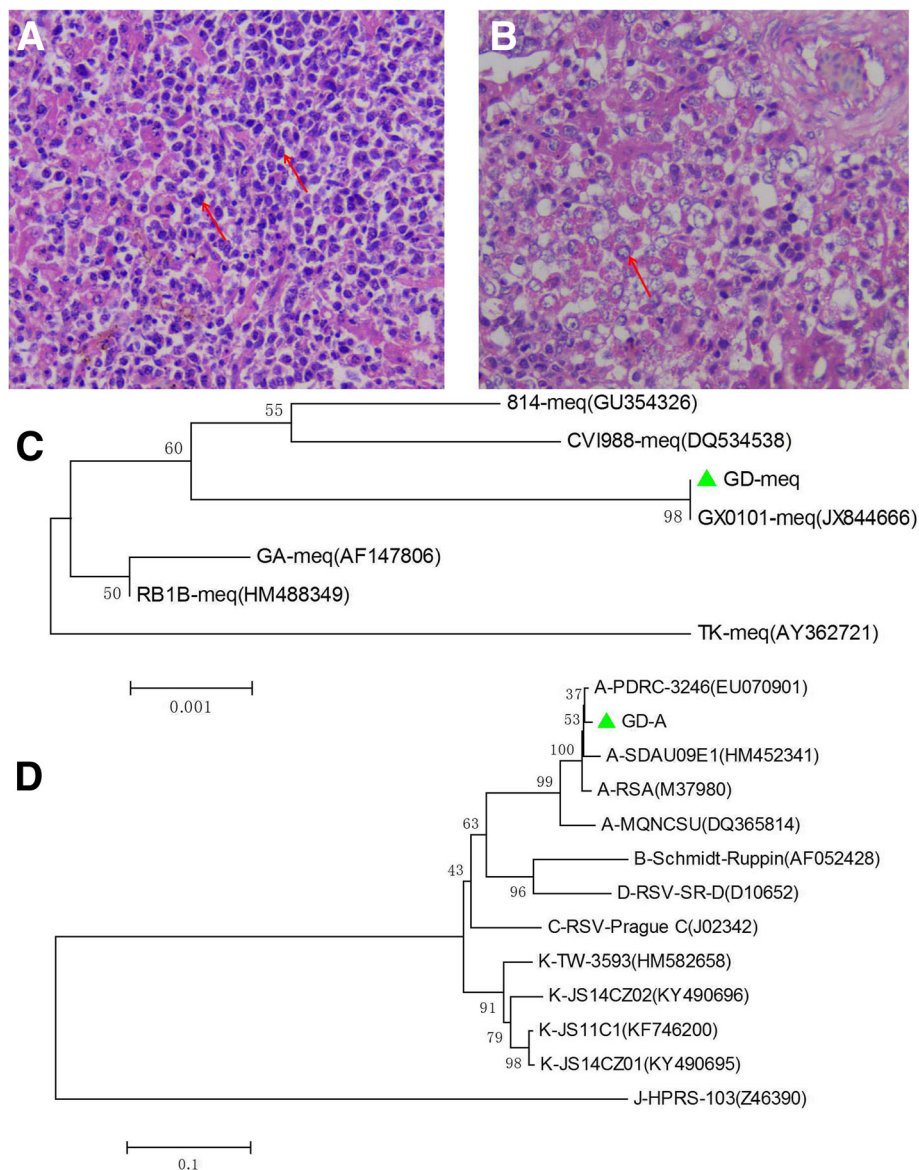 A
B
C
55
814-meq(GU354326)
60
CVI988-meq(DQ534538)
GD-meq
98
GX0101-meq(JX844666)
GA-meq(AF147806)
50
RB1B-meq(HM488349)
TK-meq(AY362721)
0.001
D
37
A-PDRC-3246(EU070901)
53
GD-A
100
A-SDAU09E1(HM452341)
99
A-RSA(M37980)
63
A-MQNCSU(DQ365814)
43
B-Schmidt-Ruppin(AF052428)
96
D-RSV-SR-D(D10652)
C-RSV-Prague C(J02342)
K-TW-3593(HM582658)
91
K-JS14CZ02(KY490696)
79
K-JS11C1(KF746200)
98
K-JS14CZ01(KY490695)
J-HPRS-103(Z46390)
0.1